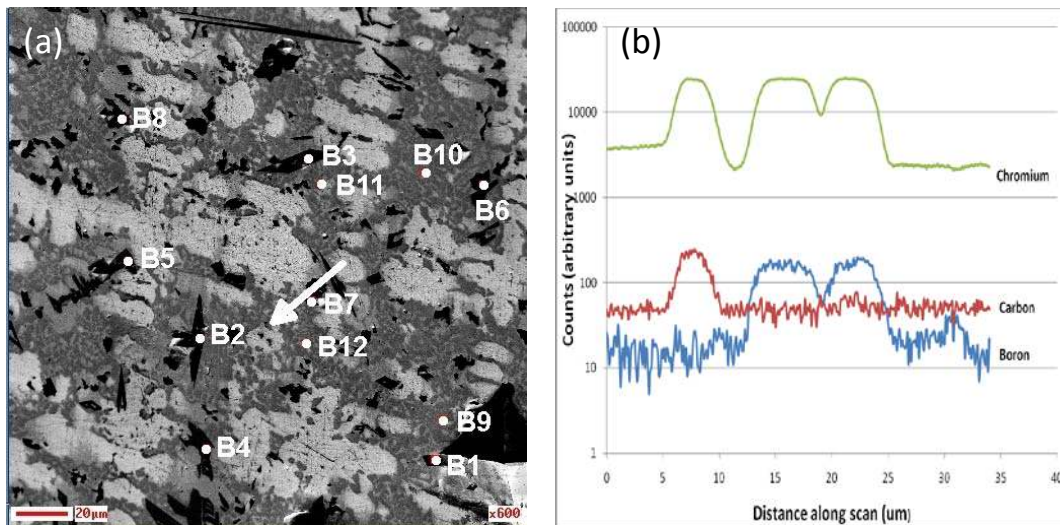 (a)
B8
B3
B10
B11
B6
B5
B7
B2
B12
B9
B4
B1
20µm
x600
(b)
Counts (arbitrary units)
100000
10000
1000
100
10
1
Chromium
Carbon
Boron
0 5 10 15 20 25 30 35 40
Distance along scan (um)